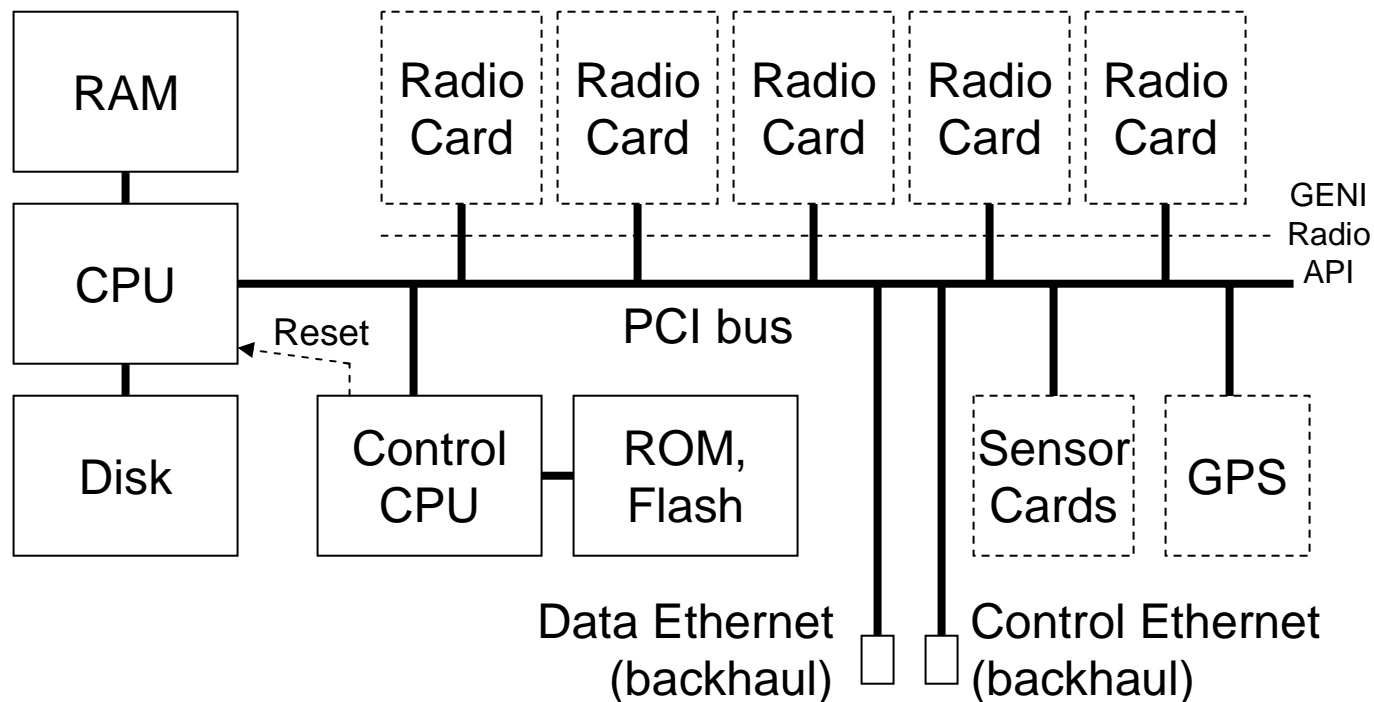 RAM
Radio
Card
Radio
Card
Radio
Card
Radio
Card
Radio
Card
GENI
Radio
API
CPU
PCI bus
Reset
Disk
Control
CPU
ROM,
Flash
Sensor
Cards
GPS
Data Ethernet
(backhaul)
Control Ethernet
(backhaul)